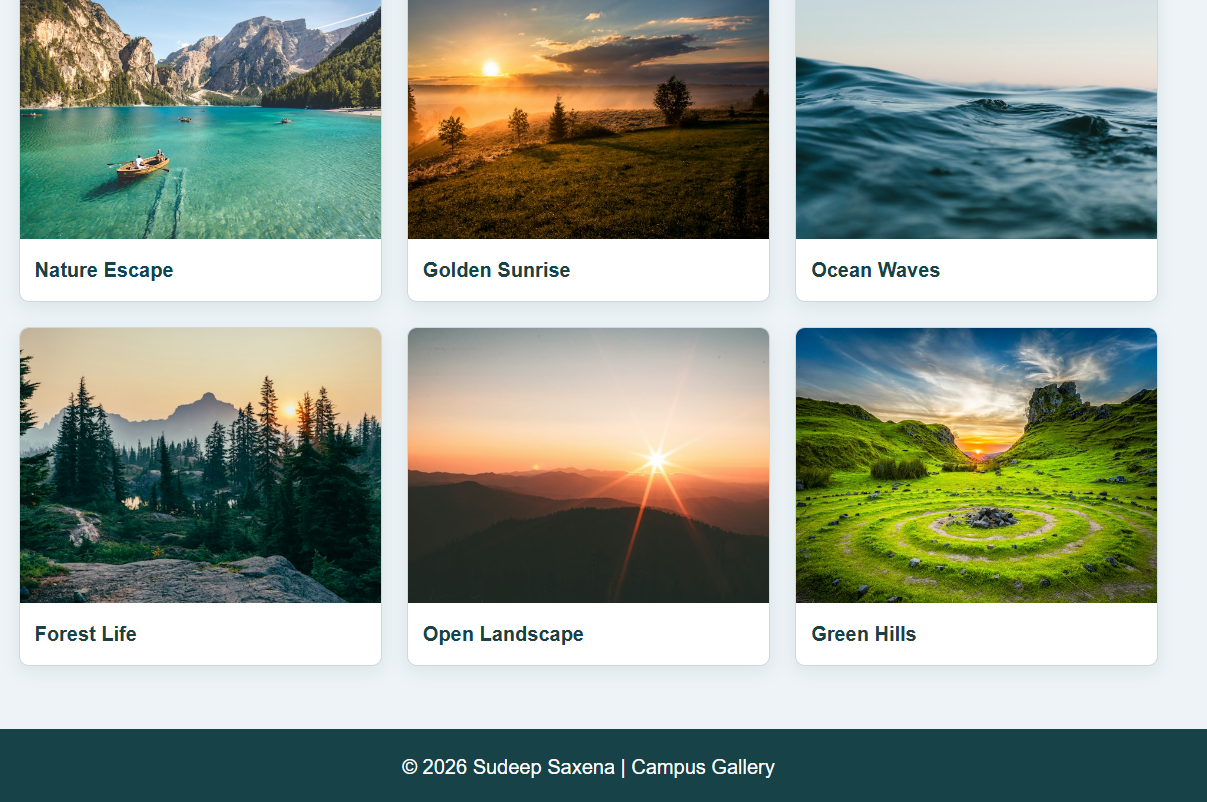 Nature Escape
Golden Sunrise
Ocean Waves
Forest Life
Open Landscape
Green Hills
© 2026 Sudeep Saxena | Campus Gallery